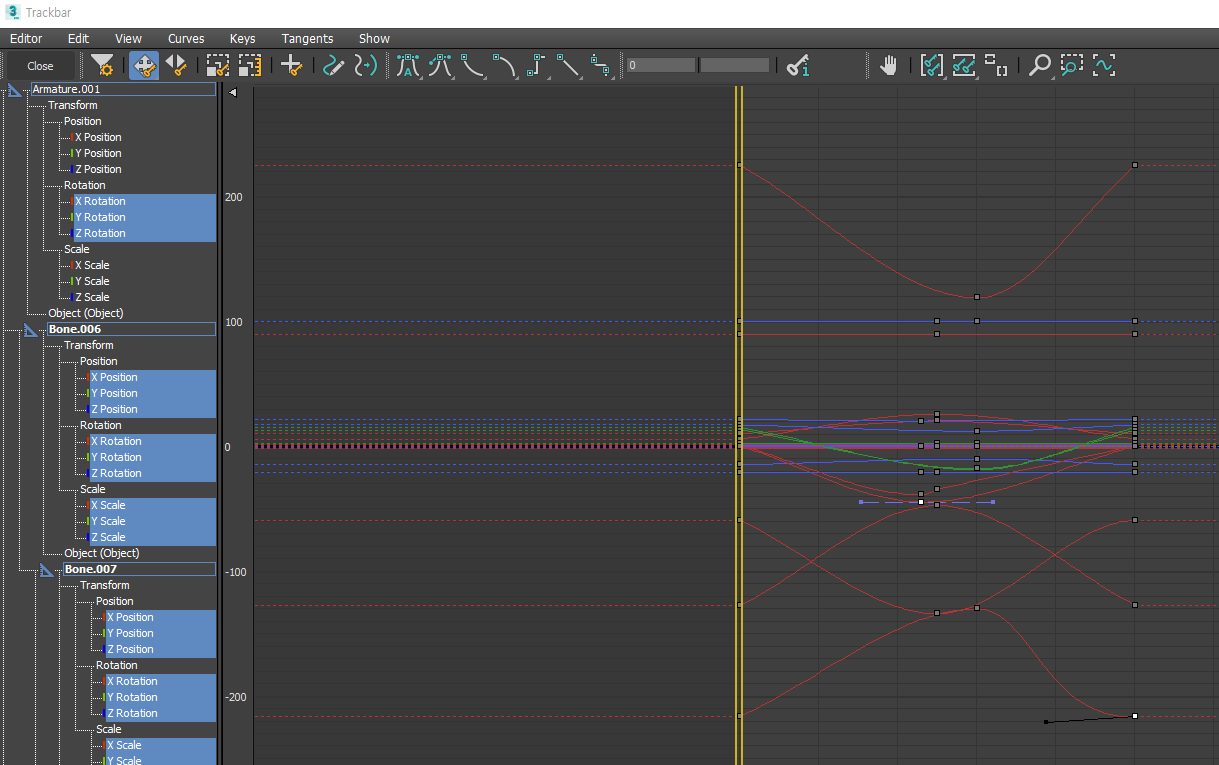 3 Trackbar
Editor Edit View Curves Keys Tangents Show
Close
0
Armature.001
Transform
Position
X Position
Y Position
Z Position
Rotation
X Rotation
Y Rotation
Z Rotation
Scale
X Scale
Y Scale
Z Scale
Object (Object)
Bone.006
Transform
Position
X Position
Y Position
Z Position
Rotation
X Rotation
Y Rotation
Z Rotation
Scale
X Scale
Y Scale
Z Scale
Object (Object)
Bone.007
Transform
Position
X Position
Y Position
Z Position
Rotation
X Rotation
Y Rotation
Z Rotation
Scale
X Scale
Y Scale
200
100
0
-100
-200